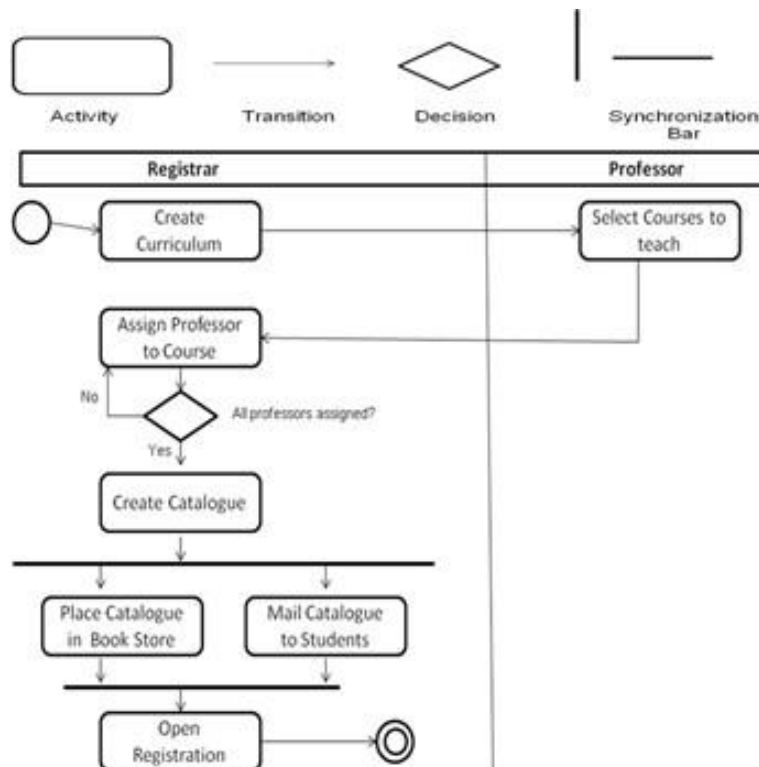 Activity
Transition
Decision
Synchronization
Bar
Registrar
Professor
Create
Curriculum
Select Courses to
teach
Assign Professor
to Course
No
All professors assigned?
Yes
Create Catalogue
Place Catalogue
in Book Store
Mail Catalogue
to Students
Open
Registration